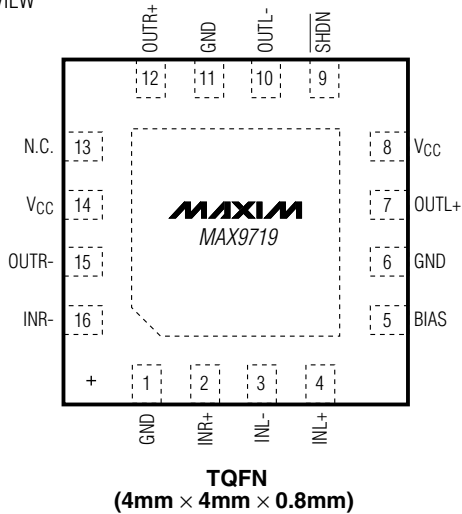 VIEW
OUTR+
GND
OUTL-
SHDN
12
11
10
9
N.C. 13
8 VCC
VCC 14
7 OUTL+
MAXIM
MAX9719
OUTR- 15
6 GND
INR- 16
5 BIAS
+
1
2
3
4
GND
INR+
INL-
INL+
TQFN
(4mm × 4mm × 0.8mm)